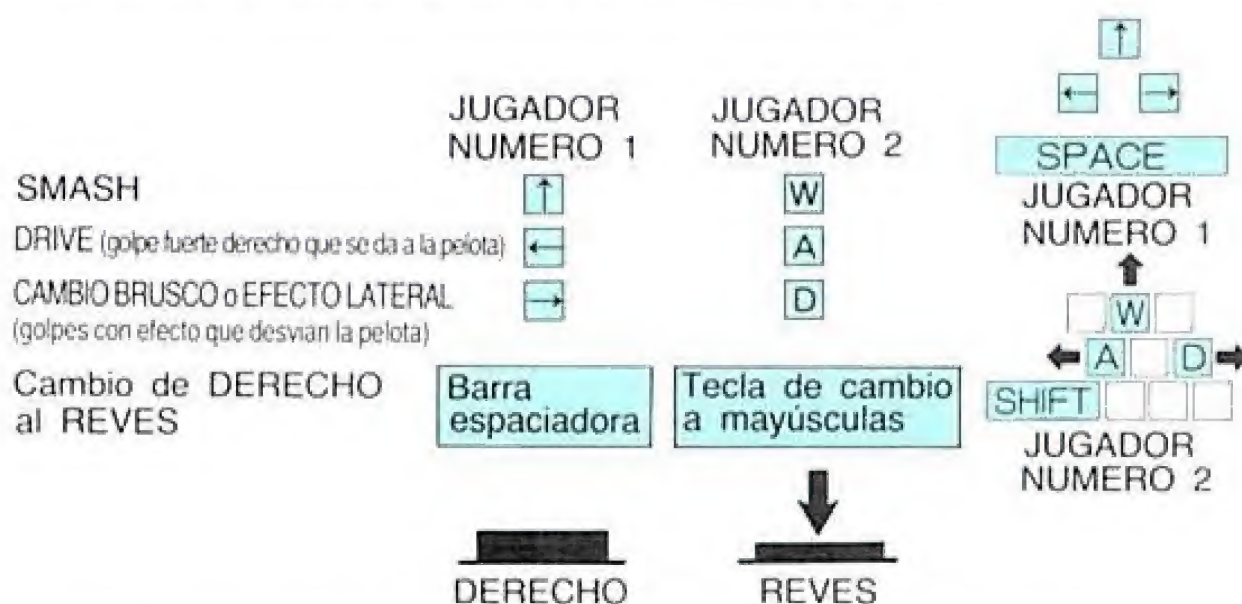 JUGADOR
NUMERO 1
JUGADOR
NUMERO 2
SMASH
↑
W
DRIVE (golpe fuerte derecho que se da a la pelota)
←
A
CAMBIO BRUSCO o EFECTO LATERAL
(golpes con efecto que desvian la pelota)
→
D
Cambio de DERECHO
al REVES
Barra
espaciadora
Tecla de cambio
a mayúsculas
DERECHO
REVES
↑
← →
SPACE
JUGADOR
NUMERO 1
W
A D
SHIFT
JUGADOR
NUMERO 2